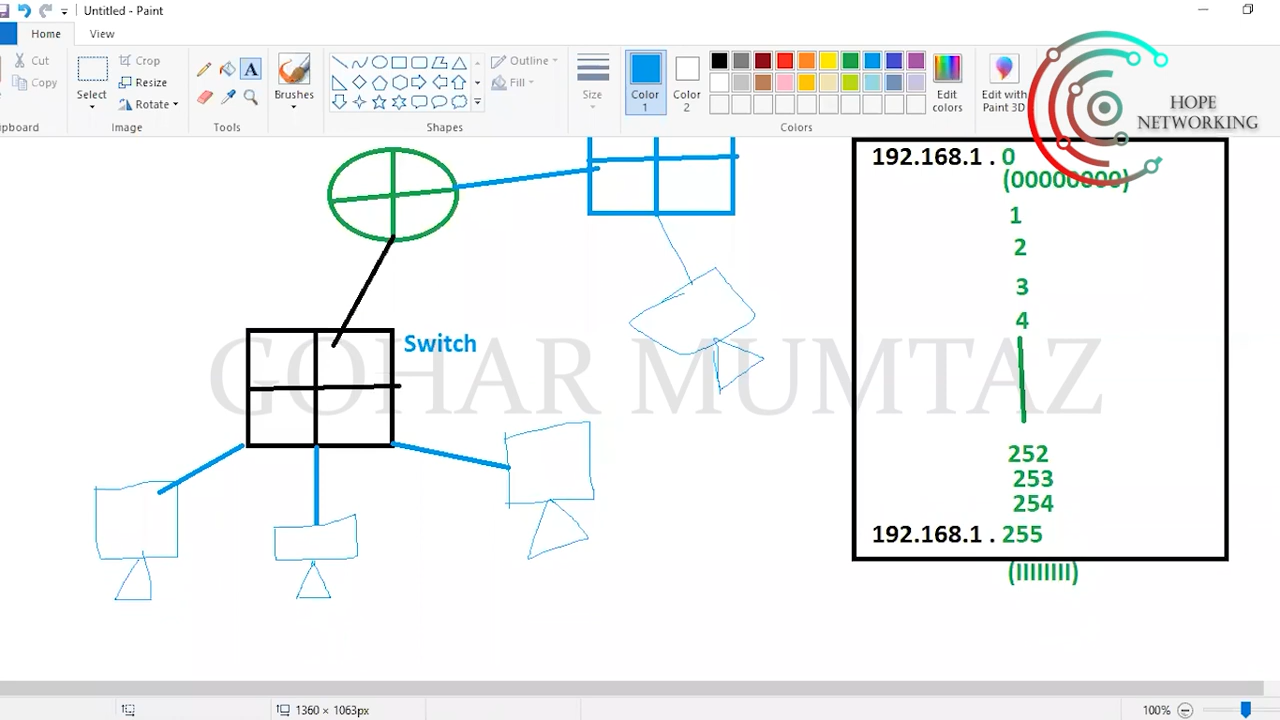 Untitled - Paint
Home
View
Cut
Copy
Select
Crop
Resize
Rotate
A
Brushes
Outline
Fill
Size
Color
1
Color
2
Edit
colors
Edit with
Paint 3D
Image
Tools
Shapes
Colors
HOPE
NETWORKING
192.168.1 . 0
(00000000)
1
2
3
4
252
253
254
192.168.1 . 255
(IIIIIIII)
Switch
GOHAR MUMTAZ
1360 × 1063px
100%